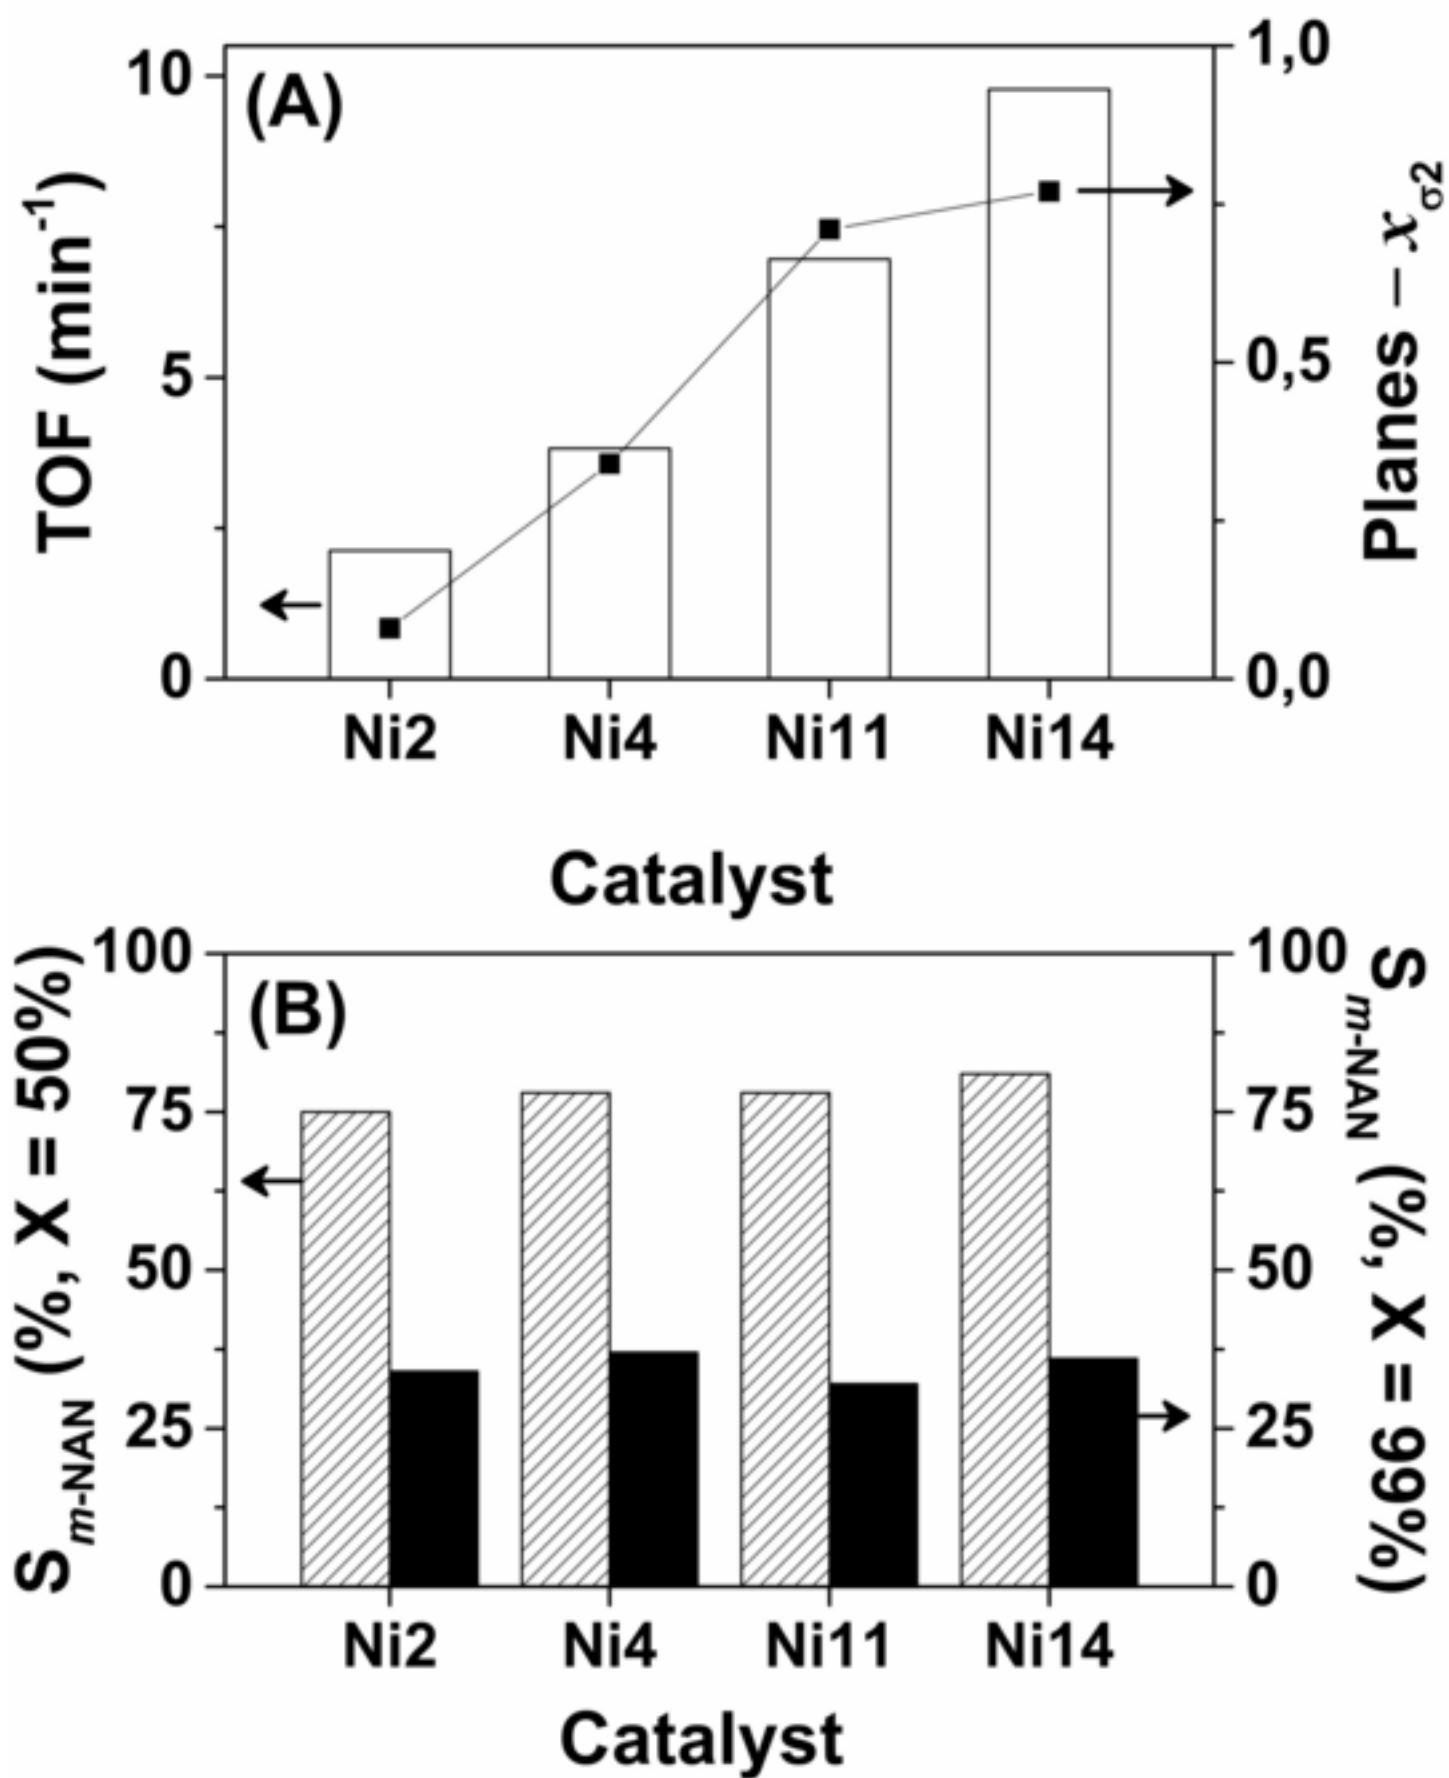 (A)
TOF (min-1)
10
5
0
1,0
0,5
0,0
Planes – xσ2
Ni2 Ni4 Ni11 Ni14
Catalyst
(B)
Sm-NAN (%, X = 50%)
100
75
50
25
0
100
75
50
25
0
Sm-NAN (%, X = 99%)
Ni2 Ni4 Ni11 Ni14
Catalyst